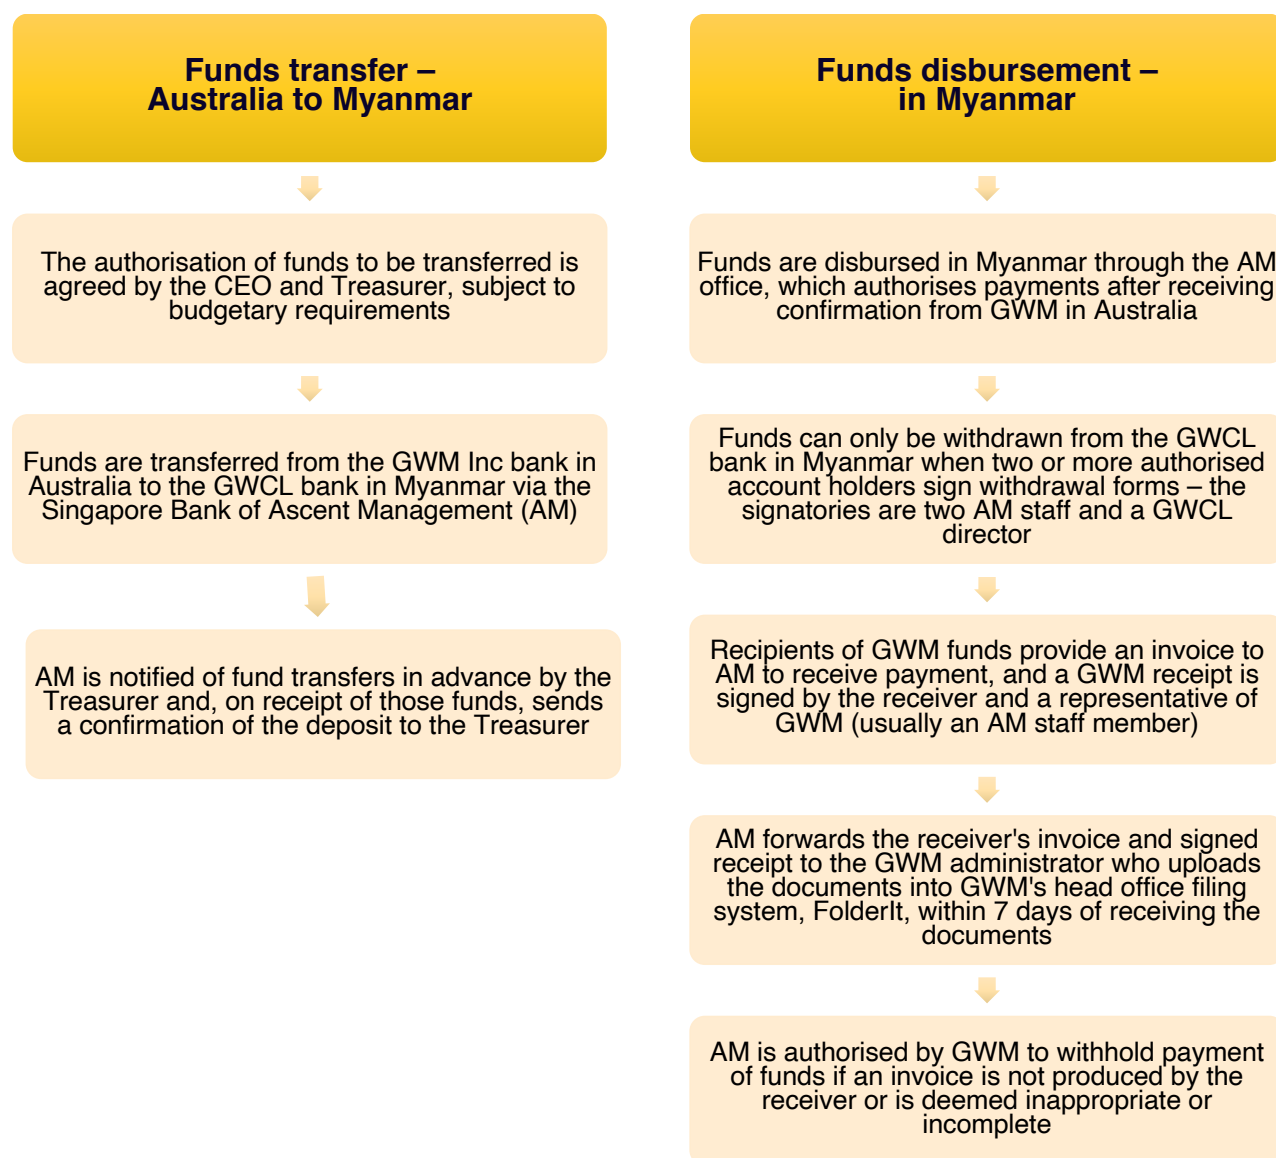 Funds transfer –
Australia to Myanmar
The authorisation of funds to be transferred is
agreed by the CEO and Treasurer, subject to
budgetary requirements
Funds are transferred from the GWM Inc bank in
Australia to the GWCL bank in Myanmar via the
Singapore Bank of Ascent Management (AM)
AM is notified of fund transfers in advance by the
Treasurer and, on receipt of those funds, sends
a confirmation of the deposit to the Treasurer
Funds disbursement –
in Myanmar
Funds are disbursed in Myanmar through the AM
office, which authorises payments after receiving
confirmation from GWM in Australia
Funds can only be withdrawn from the GWCL
bank in Myanmar when two or more authorised
account holders sign withdrawal forms – the
signatories are two AM staff and a GWCL
director
Recipients of GWM funds provide an invoice to
AM to receive payment, and a GWM receipt is
signed by the receiver and a representative of
GWM (usually an AM staff member)
AM forwards the receiver's invoice and signed
receipt to the GWM administrator who uploads
the documents into GWM's head office filing
system, FolderIt, within 7 days of receiving the
documents
AM is authorised by GWM to withhold payment
of funds if an invoice is not produced by the
receiver or is deemed inappropriate or
incomplete